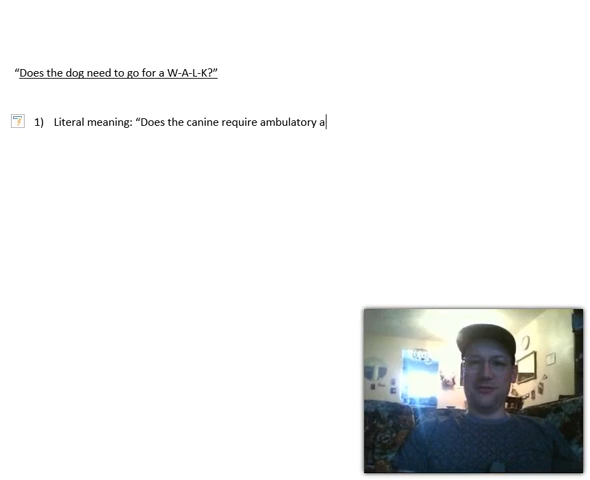 “Does the dog need to go for a W-A-L-K?”
1) Literal meaning: “Does the canine require ambulatory a